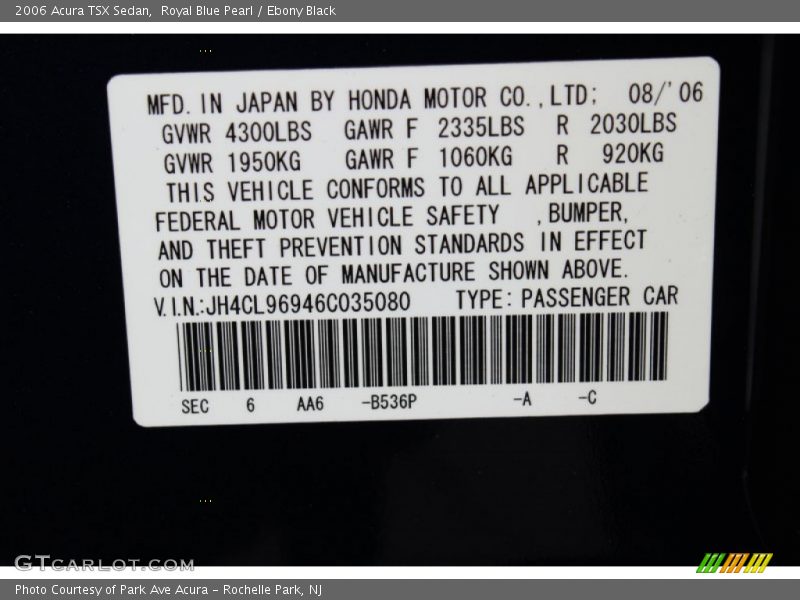 2006 Acura TSX Sedan,  Royal Blue Pearl / Ebony Black
MFD. IN JAPAN BY HONDA MOTOR CO., LTD; 08/'06
GVWR 4300LBS GAWR F 2335LBS R 2030LBS
GVWR 1950KG GAWR F 1060KG R 920KG
THIS VEHICLE CONFORMS TO ALL APPLICABLE
FEDERAL MOTOR VEHICLE SAFETY , BUMPER,
AND THEFT PREVENTION STANDARDS IN EFFECT
ON THE DATE OF MANUFACTURE SHOWN ABOVE.
V.I.N.:JH4CL96946C035080 TYPE: PASSENGER CAR
SEC 6 AA6 -B536P -A -C
GTCARLOT.COM
Photo Courtesy of Park Ave Acura - Rochelle Park, NJ